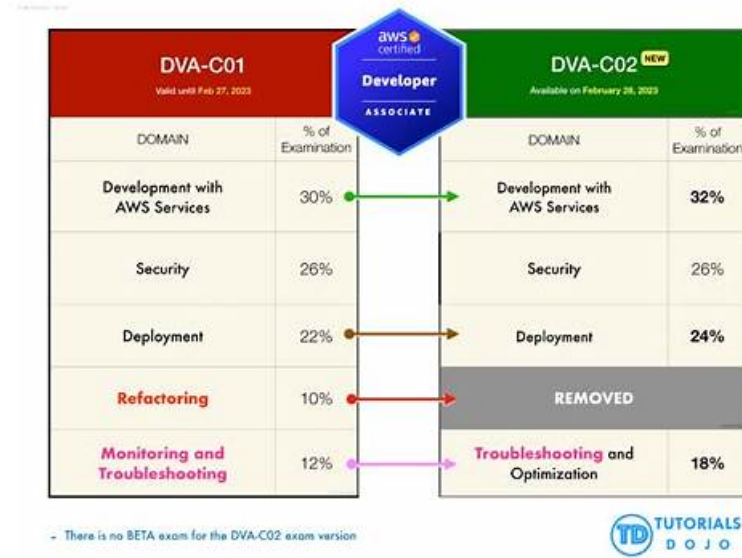 aws
certified
Developer
ASSOCIATE
DVA-C01
Valid until Feb 27, 2023
DVA-C02 NEW
Available on February 28, 2023
DOMAIN
% of
Examination
DOMAIN
% of
Examination
Development with
AWS Services
30%
Development with
AWS Services
32%
Security
26%
Security
26%
Deployment
22%
Deployment
24%
Refactoring
10%
REMOVED
Monitoring and
Troubleshooting
12%
Troubleshooting and
Optimization
18%
- There is no BETA exam for the DVA-C02 exam version
TD
TUTORIALS
DOJO